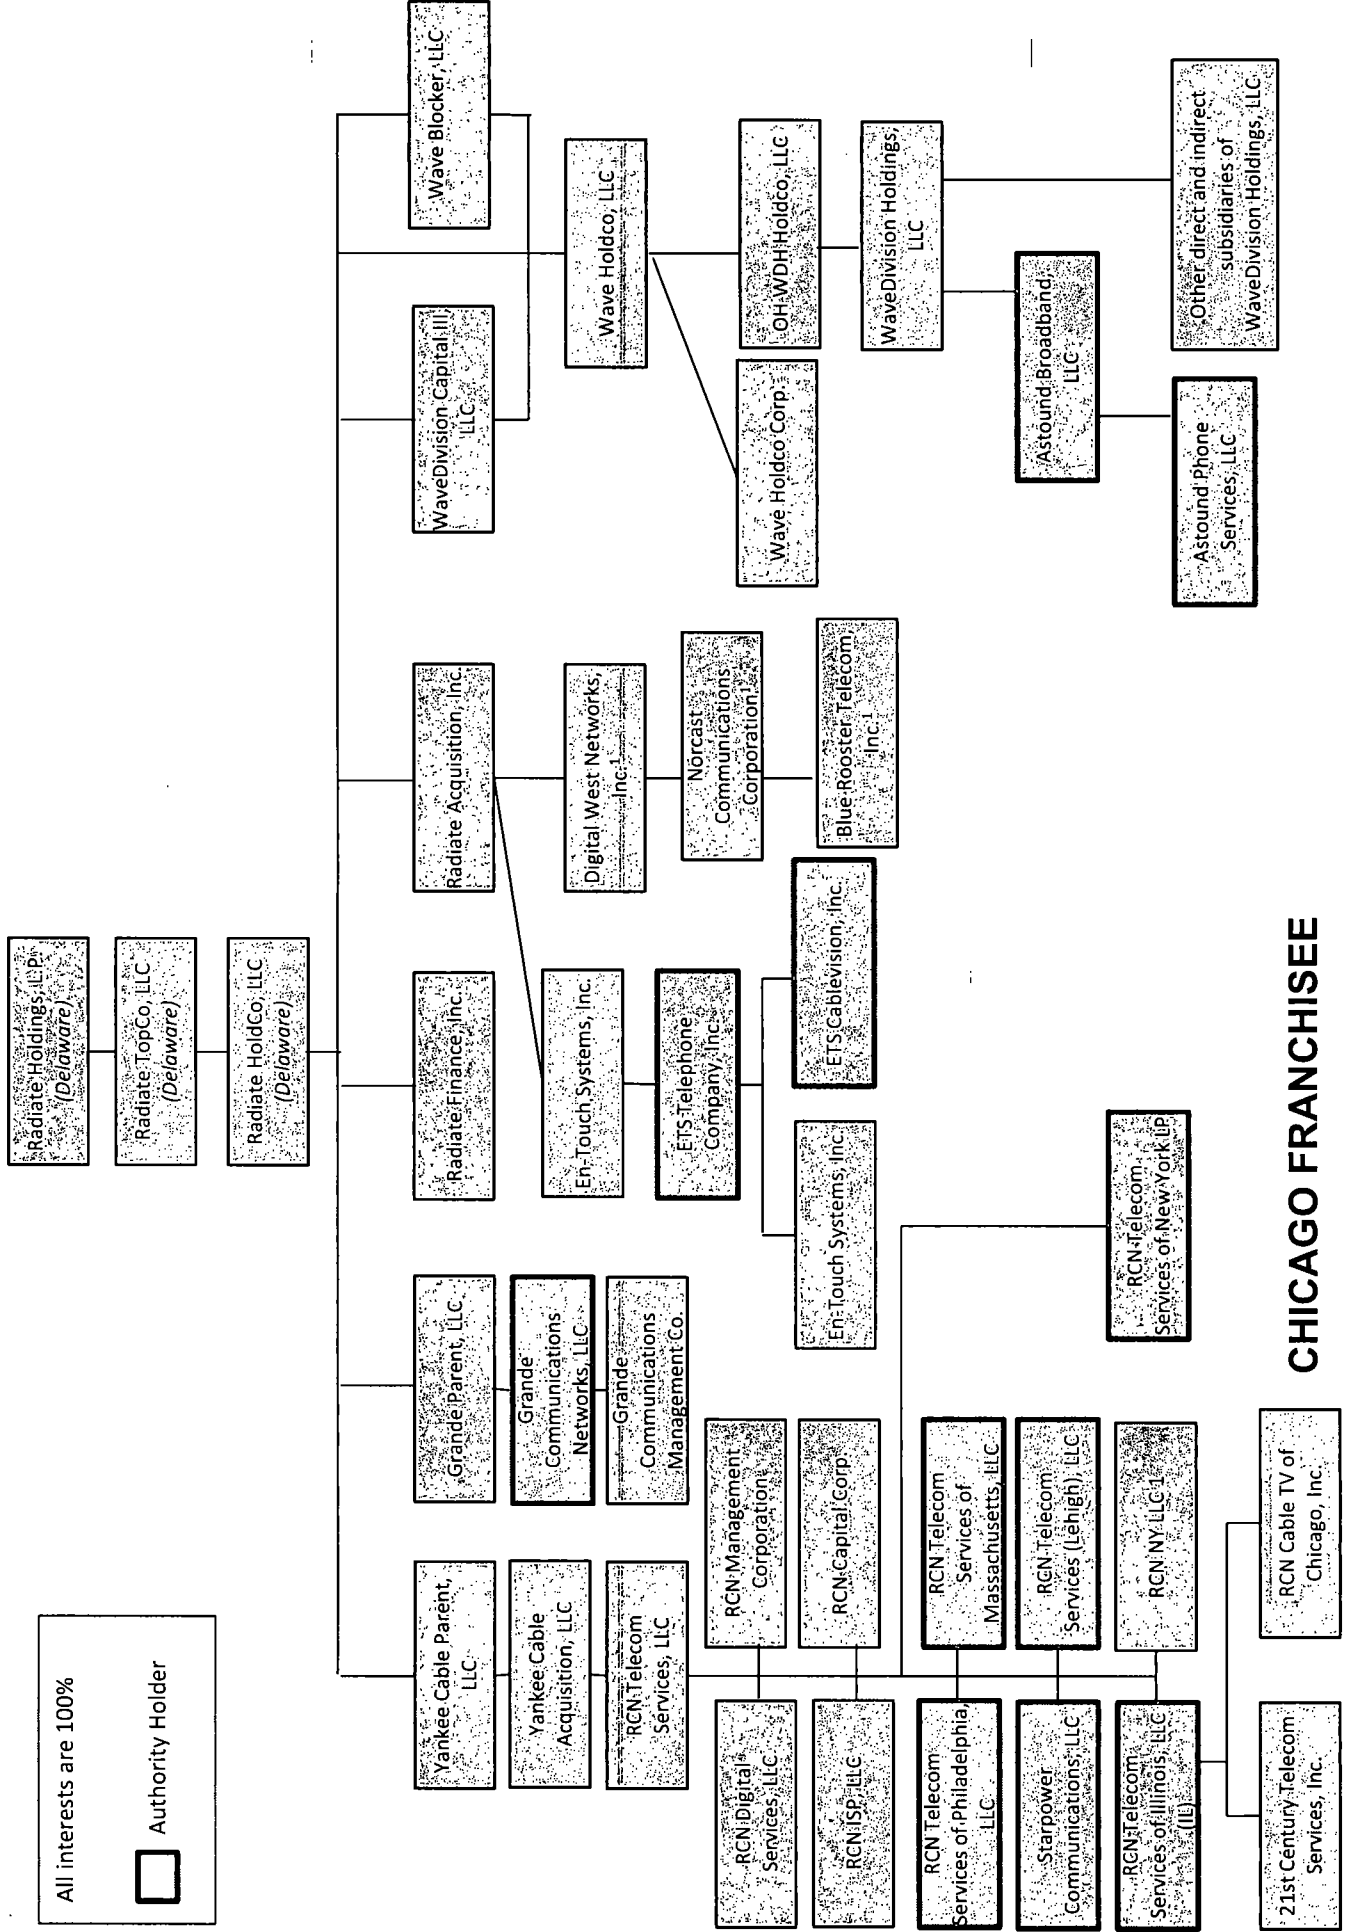 All interests are 100%
Authority Holder
Radiate Holdings, L.P.
(Delaware)
Radiate TopCo, LLC
(Delaware)
Radiate HoldCo, LLC
(Delaware)
Yankee Cable Parent,
LLC
Grande Parent, LLC
Radiate Finance, Inc.
Radiate Acquisition, Inc.
WaveDivision Capital III,
LLC
Wave Blocker, LLC
Yankee Cable
Acquisition, LLC
Grande
Communications
Networks, LLC
En-Touch Systems, Inc.
Digital West Networks,
Inc.1
Wave Holdco, LLC
RCN Telecom
Services, LLC
Grande
Communications
Management Co.
ETS Telephone
Company, Inc.
Norcast
Communications
Corporation1
Wave Holdco Corp.
OH WDH Holdco, LLC
RCN Digital
Services, LLC
RCN Management
Corporation
En-Touch Systems, Inc.
ETS Cablevision, Inc.
Blue Rooster Telecom,
Inc.1
WaveDivision Holdings,
LLC
RCN ISP, LLC
RCN Capital Corp.
RCN Telecom
Services of Philadelphia,
LLC
RCN Telecom
Services of
Massachusetts, LLC
Starpower
Communications, LLC
RCN Telecom
Services (Lehigh), LLC
Astound Broadband,
LLC
RCN Telecom
Services of Illinois, LLC
(IL)
RCN NY LLC 1
RCN Telecom
Services of New York LP
Astound Phone
Services, LLC
Other direct and indirect
subsidiaries of
WaveDivision Holdings, LLC
21st Century Telecom
Services, Inc.
RCN Cable TV of
Chicago, Inc.
CHICAGO FRANCHISEE